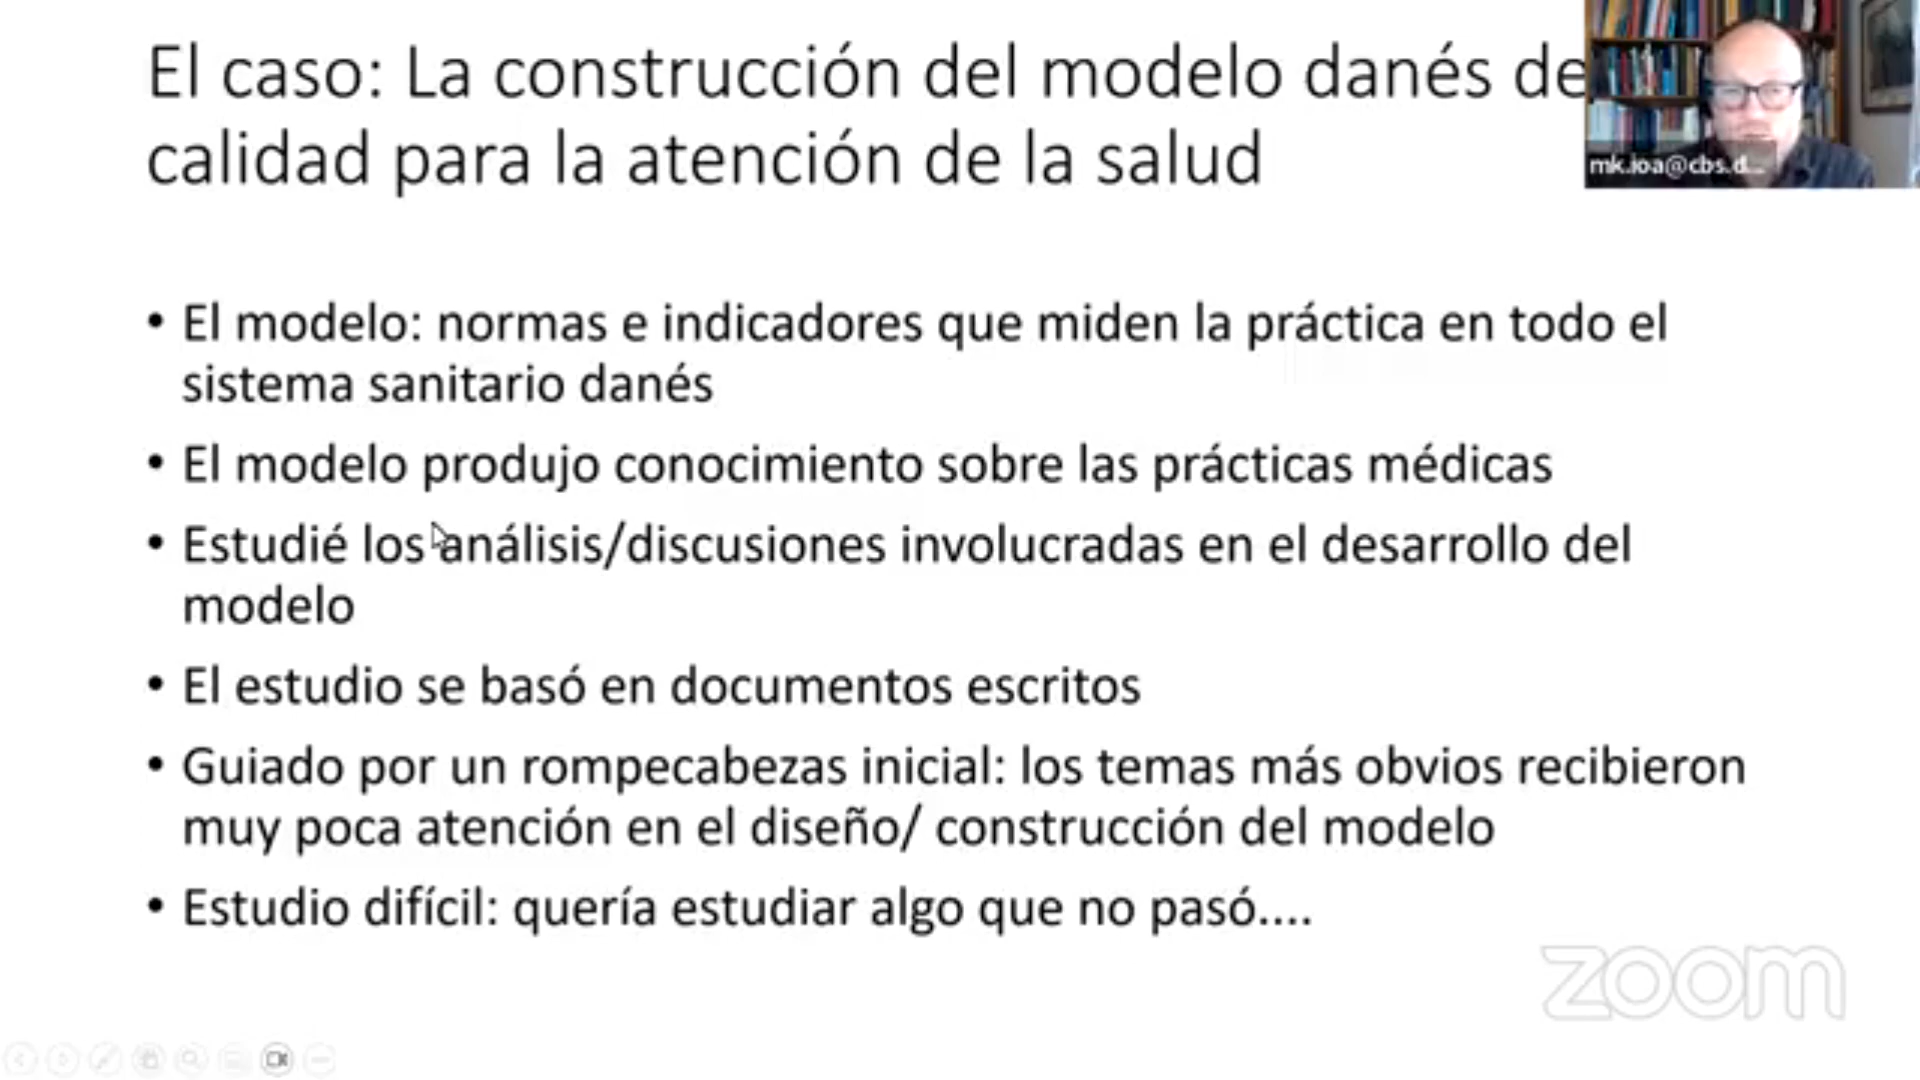 El caso: La construcción del modelo danés de
calidad para la atención de la salud
mk.ioa@cbs.d...
• El modelo: normas e indicadores que miden la práctica en todo el
sistema sanitario danés
• El modelo produjo conocimiento sobre las prácticas médicas
• Estudié los análisis/discusiones involucradas en el desarrollo del
modelo
• El estudio se basó en documentos escritos
• Guiado por un rompecabezas inicial: los temas más obvios recibieron
muy poca atención en el diseño/ construcción del modelo
• Estudio difícil: quería estudiar algo que no pasó....
zoom